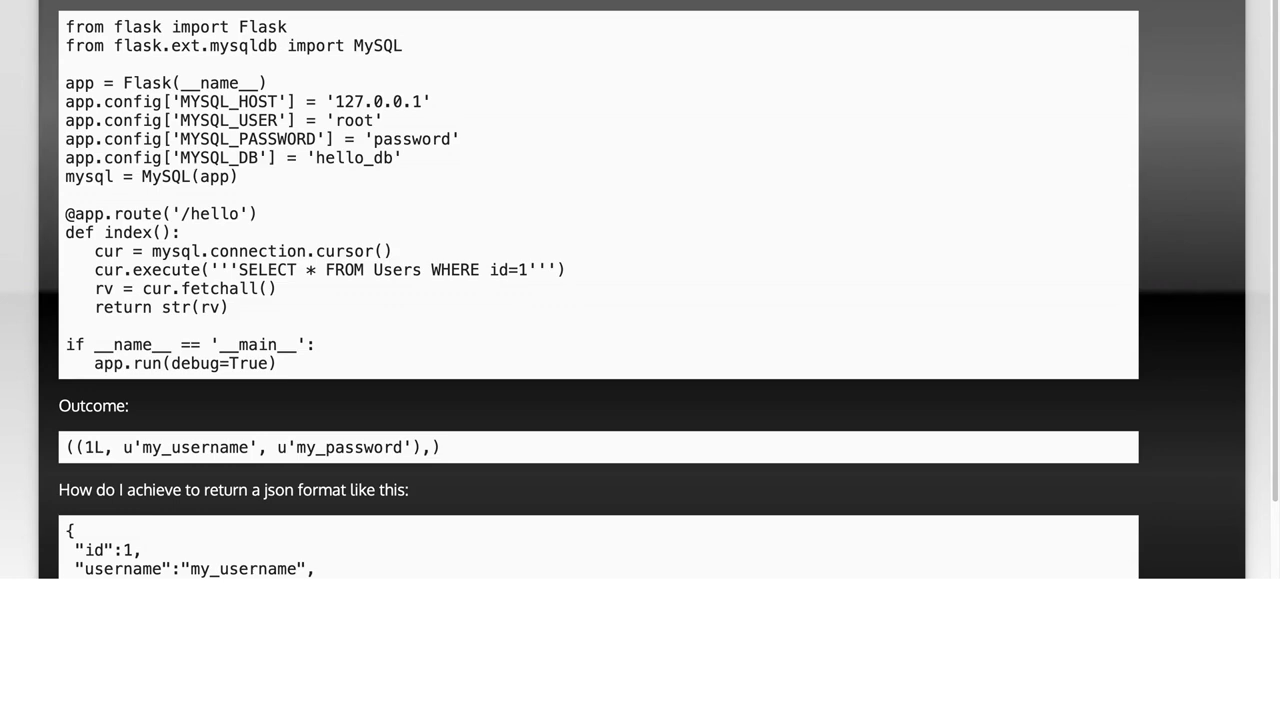 from flask import Flask
from flask.ext.mysqldb import MySQL
app = Flask(__name__)
app.config['MYSQL_HOST'] = '127.0.0.1'
app.config['MYSQL_USER'] = 'root'
app.config['MYSQL_PASSWORD'] = 'password'
app.config['MYSQL_DB'] = 'hello_db'
mysql = MySQL(app)
@app.route('/hello')
def index():
   cur = mysql.connection.cursor()
   cur.execute('''SELECT * FROM Users WHERE id=1''')
   rv = cur.fetchall()
   return str(rv)
if __name__ == '__main__':
   app.run(debug=True)
Outcome:
((1L, u'my_username', u'my_password'),)
How do I achieve to return a json format like this:
{
 "id":1,
 "username":"my_username",